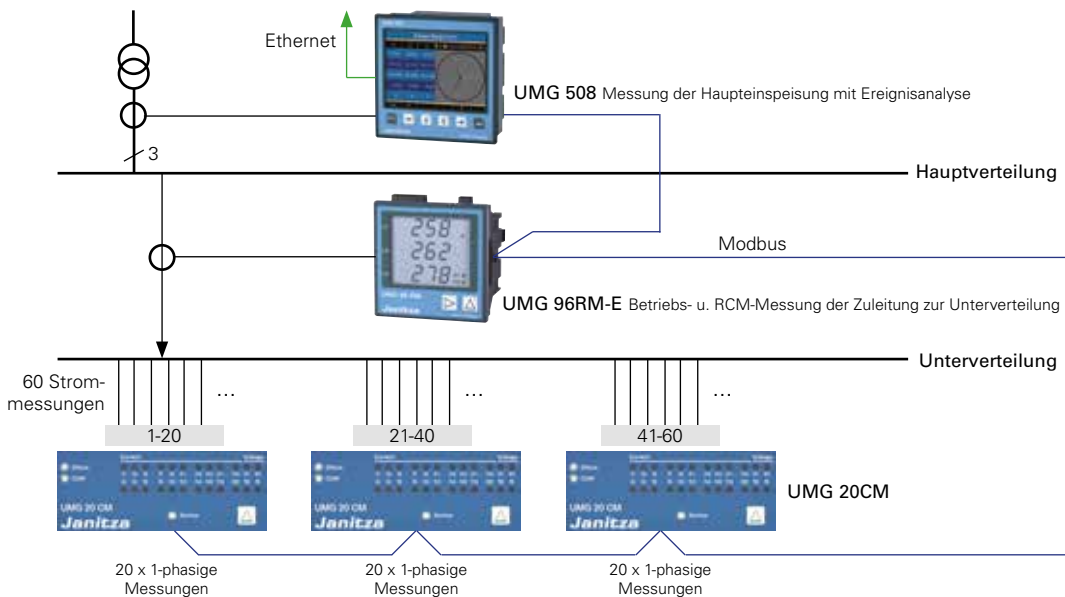 Ethernet
UMG 508 Messung der Haupteinspeisung mit Ereignisanalyse
3
Hauptverteilung
258
262
278
Janitza
Modbus
UMG 96RM-E Betriebs- u. RCM-Messung der Zuleitung zur Unterverteilung
Unterverteilung
60 Strom-
messungen
...
...
...
1-20
21-40
41-60
UMG 20 CM
Janitza
UMG 20 CM
Janitza
UMG 20 CM
Janitza
UMG 20CM
20 x 1-phasige
Messungen
20 x 1-phasige
Messungen
20 x 1-phasige
Messungen